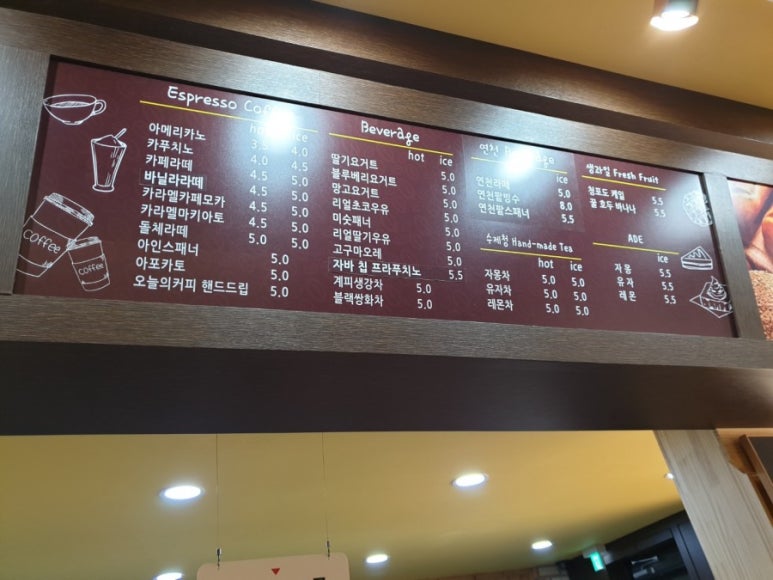 Espresso Coffee
hot ice
아메리카노 3.5 4.0
카푸치노 4.0 4.5
카페라떼 4.5 5.0
바닐라라떼 4.5 5.0
카라멜카페모카 4.5 5.0
카라멜마키아토 4.5 5.0
돌체라떼 5.0 5.0
아인스패너 5.0
아포카토 5.0
오늘의커피 핸드드립 5.0
Coffee
Coffee
Beverage
hot ice
딸기요거트 5.0
블루베리요거트 5.0
망고요거트 5.0
리얼초코우유 5.0
미숫패너 5.0
리얼딸기우유 5.0
고구마오레 5.0
자바 칩 프라푸치노 5.5
계피생강차 5.0
블랙쌍화차 5.0
연천
ice
연천라떼 5.0
연천팥빙수 8.0
연천팥스패너 5.5
수제청 Hand-made Tea
hot ice
자몽차 5.0 5.0
유자차 5.0 5.0
레몬차 5.0 5.0
생과일 Fresh Fruit
청포도 케일 5.5
꿀 호두 바나나 5.5
ADE
ice
자 몽 5.5
유 자 5.5
레 몬 5.5